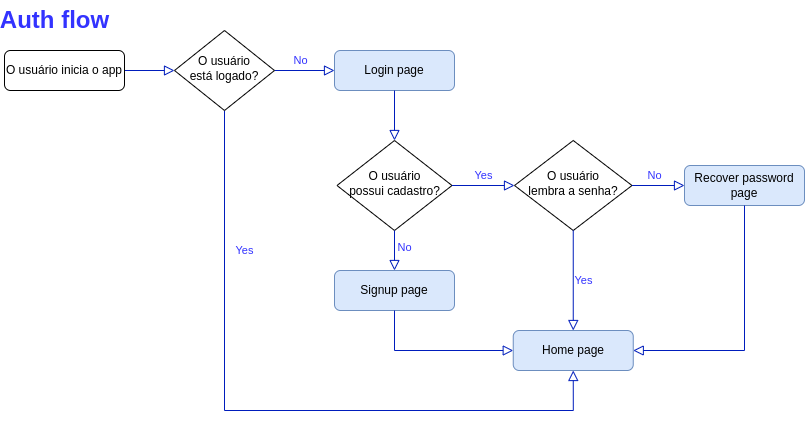 Auth flow
O usuário inicia o app
O usuário
está logado?
No
Login page
O usuário
possui cadastro?
Yes
O usuário
lembra a senha?
No
Recover password
page
Yes
No
Yes
Signup page
Home page